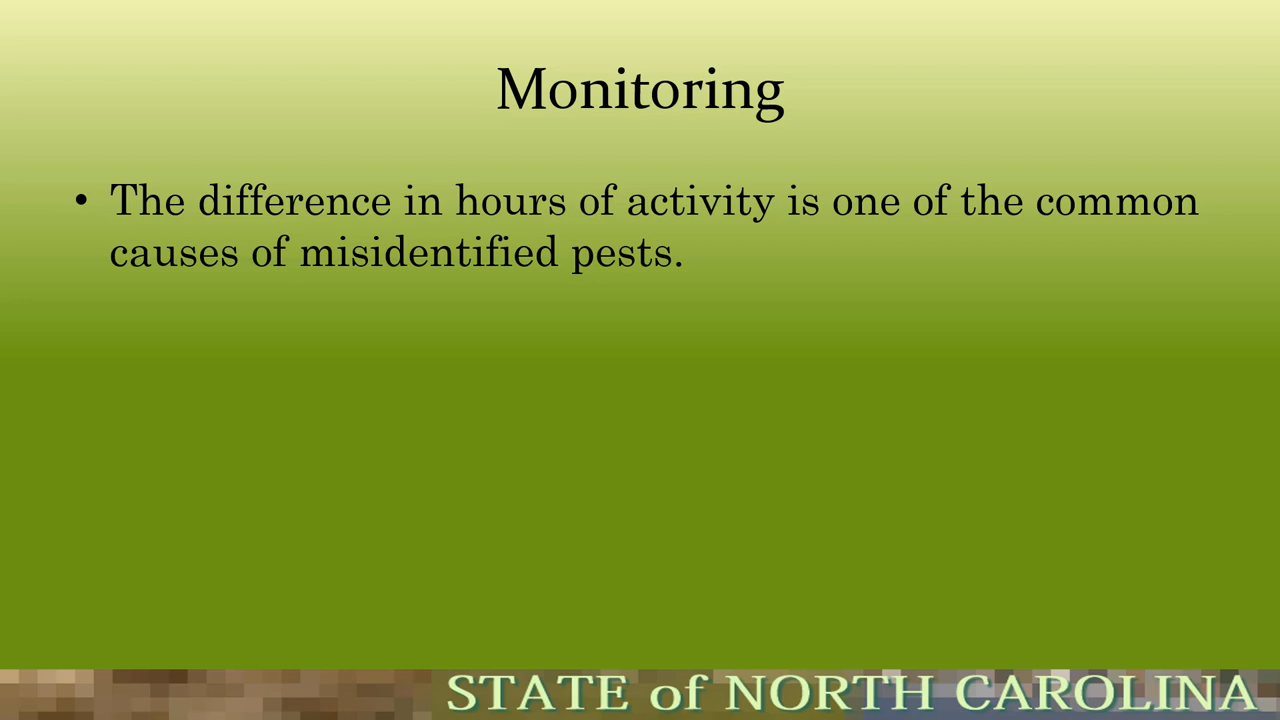 Monitoring
• The difference in hours of activity is one of the common
causes of misidentified pests.
STATE of NORTH CAROLINA